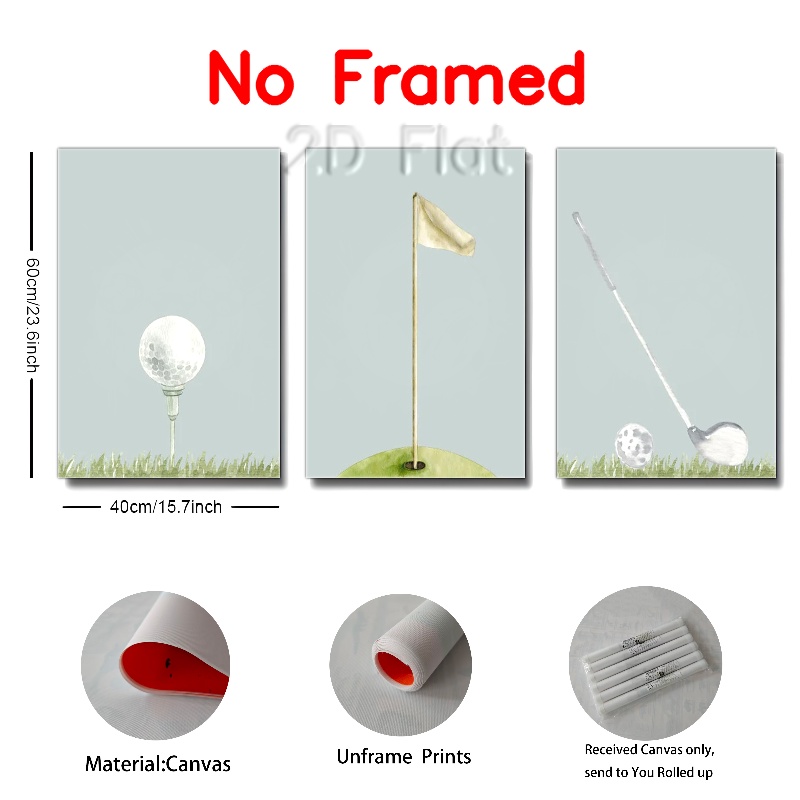 No Framed
2D Flat
60cm/23.6inch
40cm/15.7inch
Material:Canvas
Unframe Prints
Received Canvas only,
send to You Rolled up